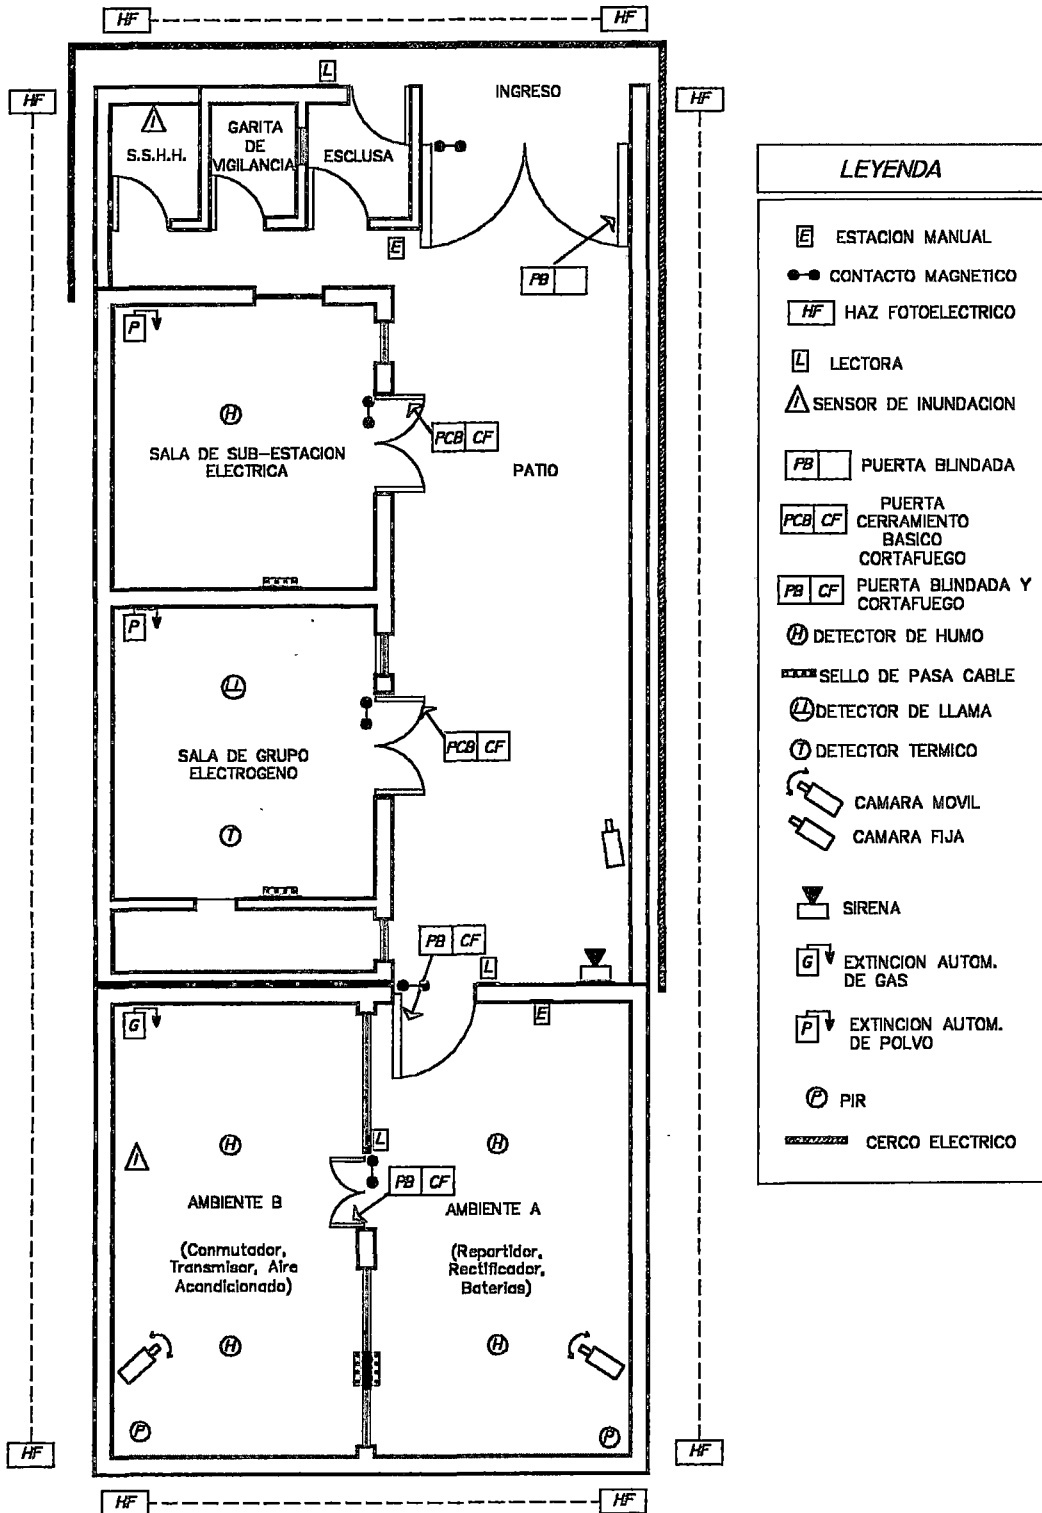 HF
HF
HF
HF
L
INGRESO
I
S.S.H.H.
GARITA
DE
VIGILANCIA
ESCLUSA
E
PB
P
H
SALA DE SUB-ESTACION
ELECTRICA
PCB CF
PATIO
P
LL
SALA DE GRUPO
ELECTROGENO
PCB CF
T
PB CF
L
G
E
H
H
I
L
PB CF
AMBIENTE B
(Conmutador,
Transmisor, Aire
Acondicionado)
AMBIENTE A
(Repartidor,
Rectificador,
Baterias)
H
H
P
P
HF
HF
HF
HF
LEYENDA
E ESTACION MANUAL
CONTACTO MAGNETICO
HF HAZ FOTOELECTRICO
L LECTORA
I SENSOR DE INUNDACION
PB PUERTA BLINDADA
PCB CF PUERTA
CERRAMIENTO
BASICO
CORTAFUEGO
PB CF PUERTA BLINDADA Y
CORTAFUEGO
H DETECTOR DE HUMO
SELLO DE PASA CABLE
LL DETECTOR DE LLAMA
T DETECTOR TERMICO
CAMARA MOVIL
CAMARA FIJA
SIRENA
G EXTINCION AUTOM.
DE GAS
P EXTINCION AUTOM.
DE POLVO
P PIR
CERCO ELECTRICO